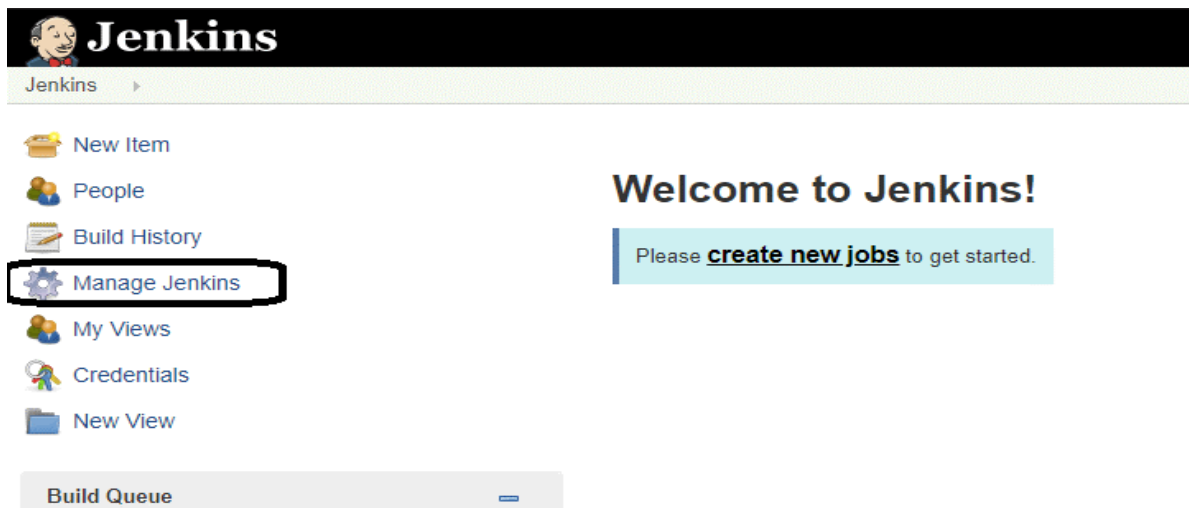 Jenkins
Jenkins
New Item
People
Build History
Manage Jenkins
My Views
Credentials
New View
Build Queue
Welcome to Jenkins!
Please create new jobs to get started.